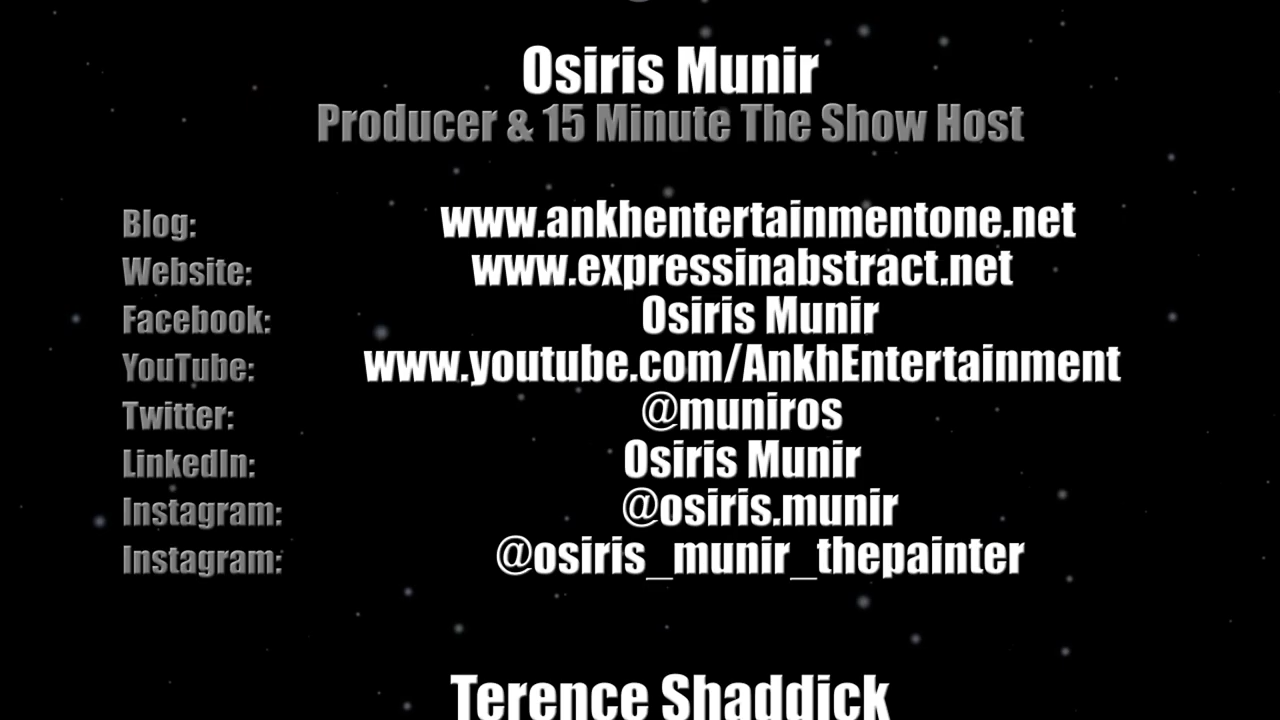 Osiris Munir
Producer & 15 Minute The Show Host
Blog: www.ankhentertainmentone.net
Website: www.expressinabstract.net
Facebook: Osiris Munir
YouTube: www.youtube.com/AnkhEntertainment
Twitter: @muniros
LinkedIn: Osiris Munir
Instagram: @osiris.munir
Instagram: @osiris_munir_thepainter
Terence Shaddick